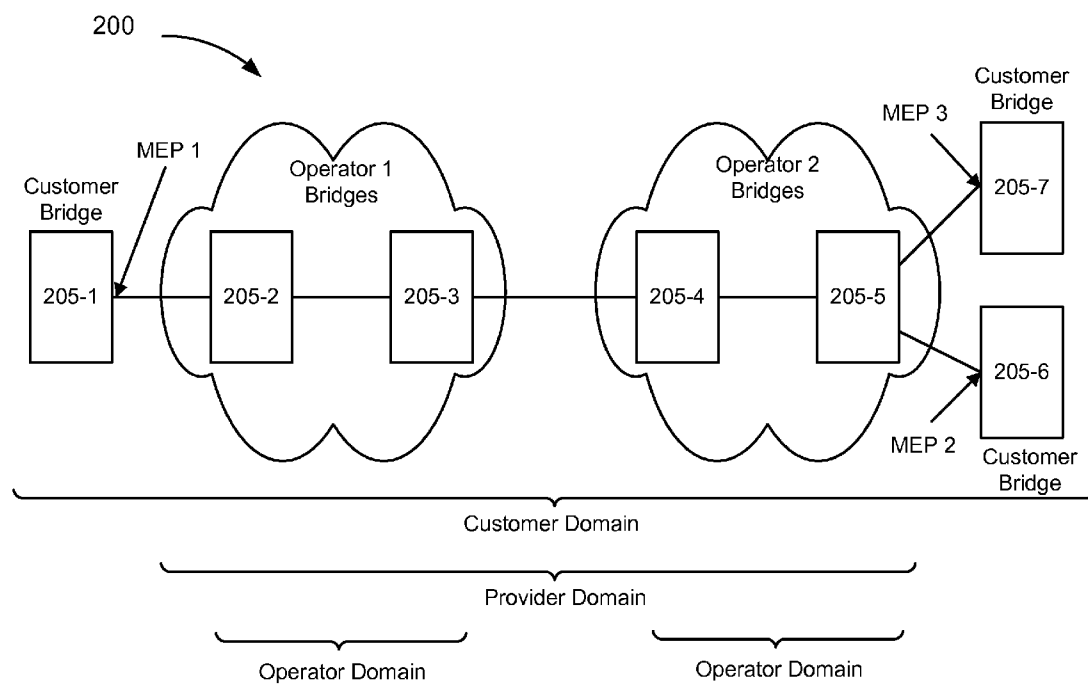 200
Customer
Bridge
MEP 3
MEP 1
Operator 1
Bridges
Operator 2
Bridges
Customer
Bridge
205-7
205-1
205-2
205-3
205-4
205-5
205-6
MEP 2
Customer
Bridge
Customer Domain
Provider Domain
Operator Domain
Operator Domain